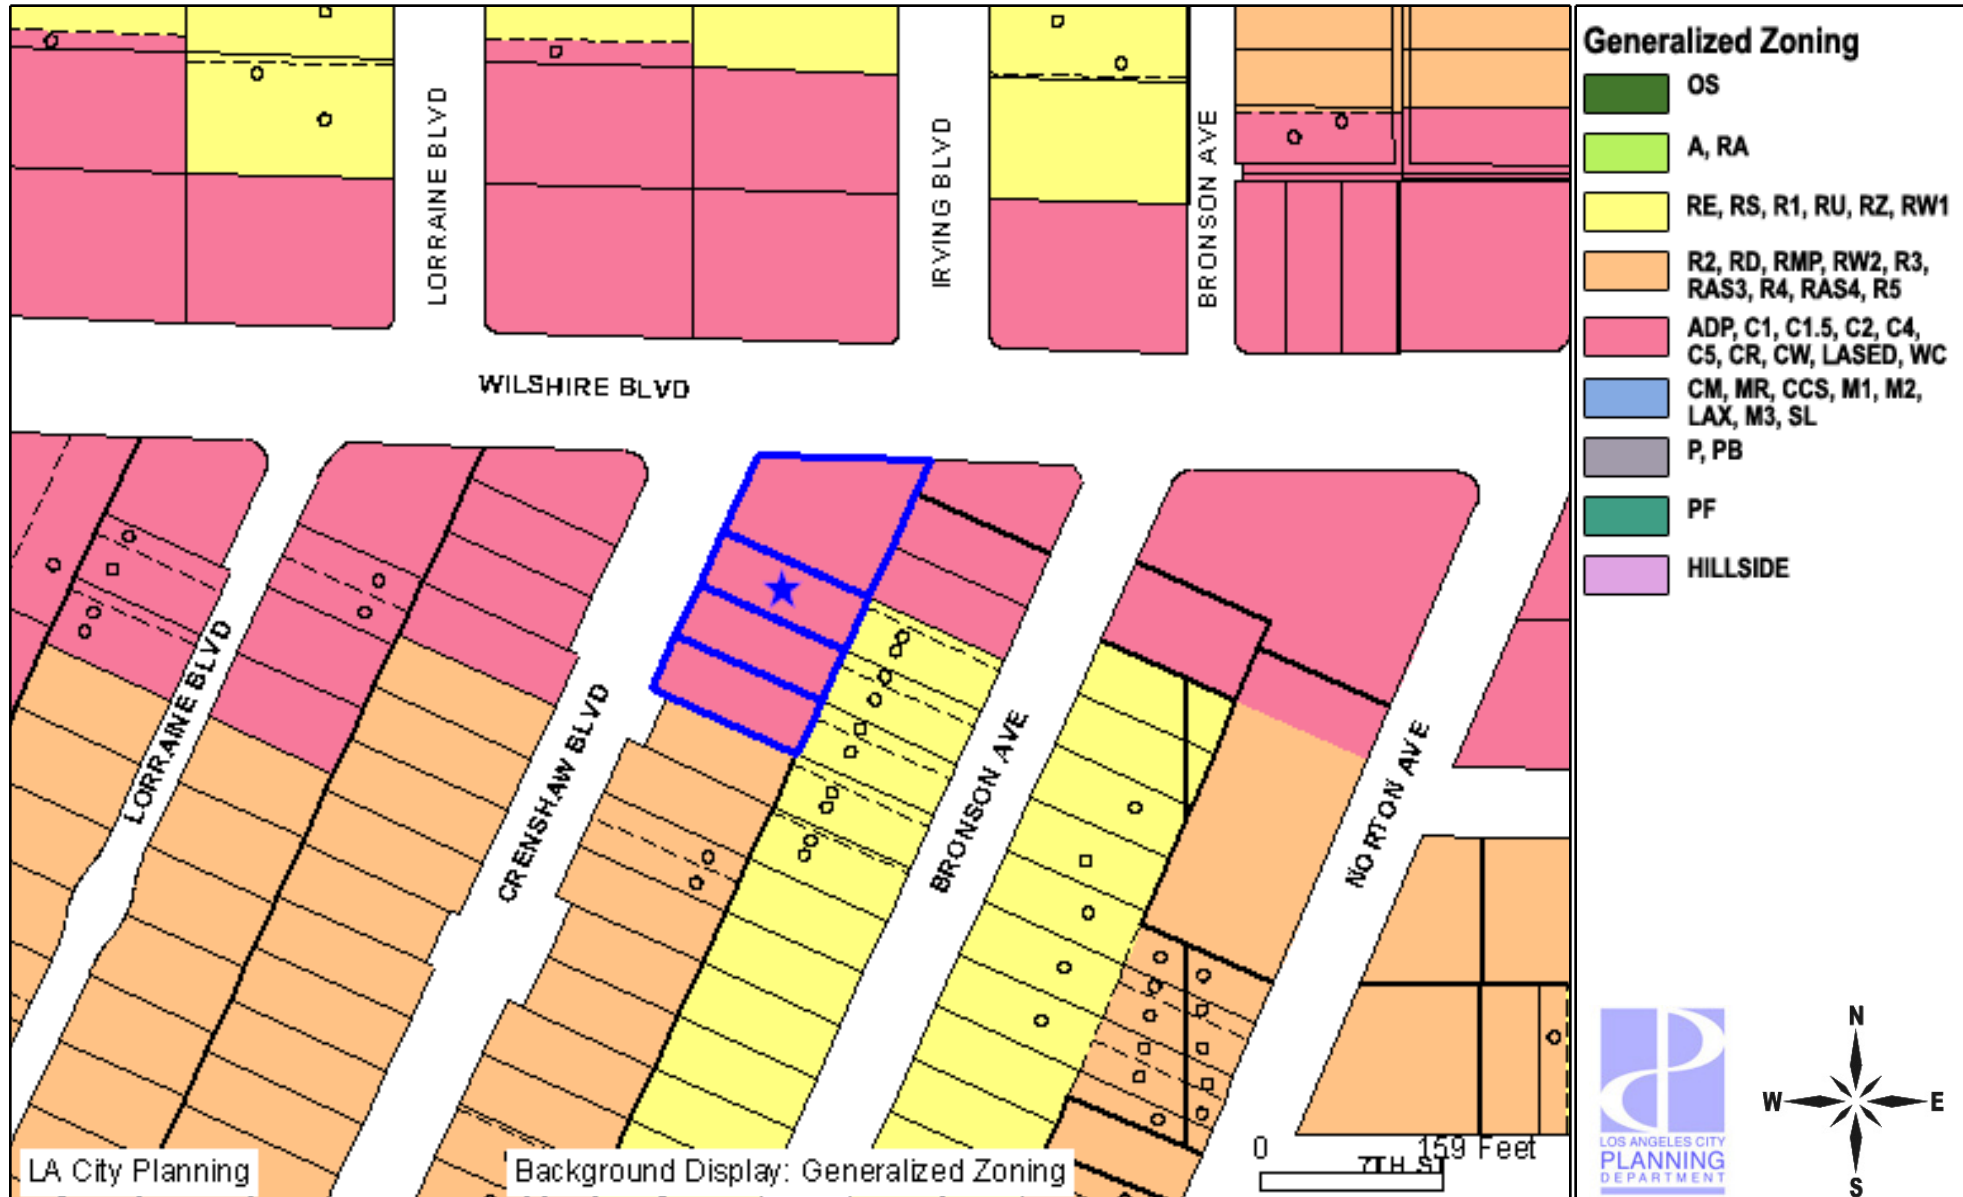 LORRAINE BLVD
IRVING BLVD
BRONSON AVE
WILSHIRE BLVD
LORRAINE BLVD
CRENSHAW BLVD
BRONSON AVE
NORTON AVE
7TH ST
LA City Planning
Background Display: Generalized Zoning
0 159 Feet
Generalized Zoning
OS
A, RA
RE, RS, R1, RU, RZ, RW1
R2, RD, RMP, RW2, R3,
RAS3, R4, RAS4, R5
ADP, C1, C1.5, C2, C4,
C5, CR, CW, LASED, WC
CM, MR, CCS, M1, M2,
LAX, M3, SL
P, PB
PF
HILLSIDE
LOS ANGELES CITY
PLANNING
DEPARTMENT
N
W E
S